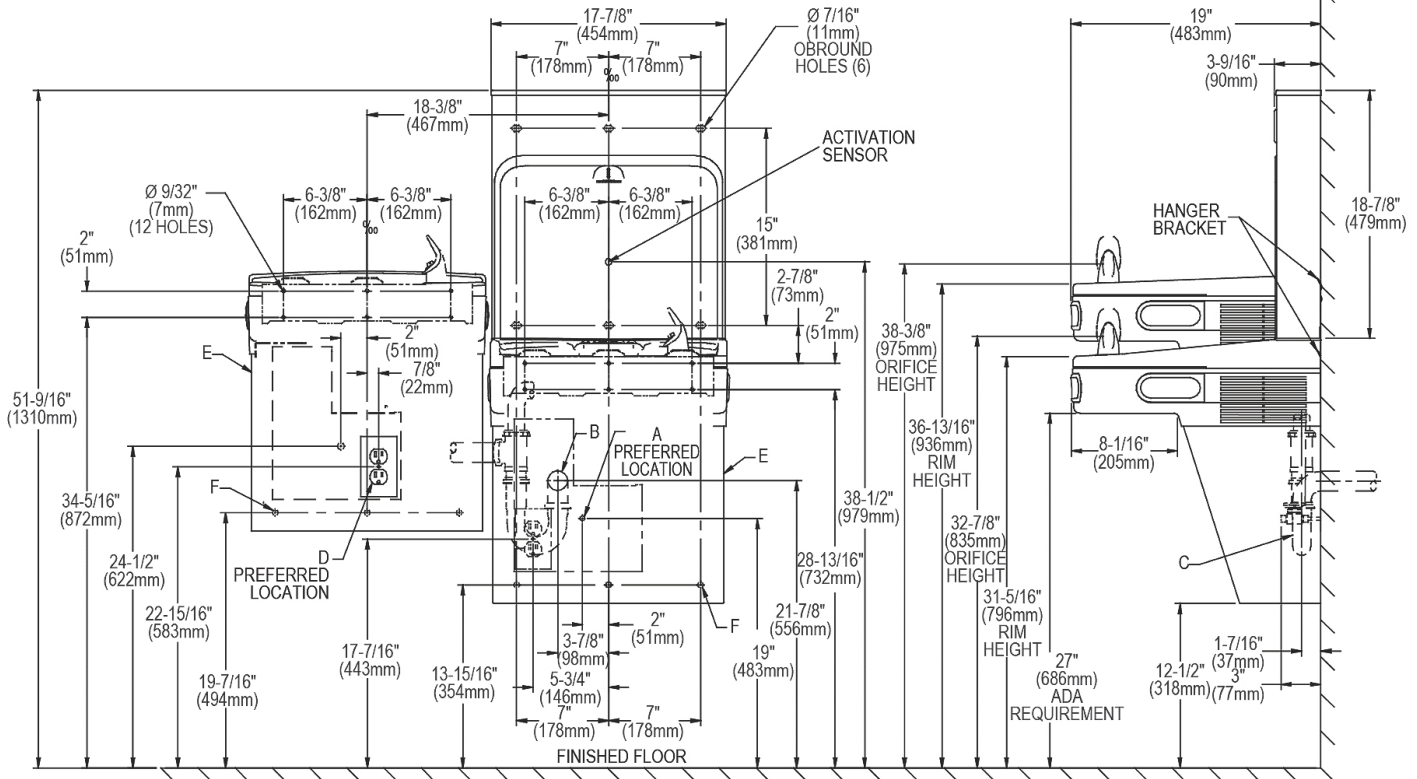 17-7/8"
(454mm)
7"
(178mm)
7"
(178mm)
Ø 7/16"
(11mm)
OBROUND
HOLES (6)
19"
(483mm)
3-9/16"
(90mm)
18-3/8"
(467mm)
ACTIVATION
SENSOR
Ø 9/32"
(7mm)
(12 HOLES)
6-3/8"
(162mm)
6-3/8"
(162mm)
6-3/8"
(162mm)
6-3/8"
(162mm)
15"
(381mm)
HANGER
BRACKET
18-7/8"
(479mm)
2"
(51mm)
2-7/8"
(73mm)
2"
(51mm)
2"
(51mm)
7/8"
(22mm)
E
38-3/8"
(975mm)
ORIFICE
HEIGHT
51-9/16"
(1310mm)
36-13/16"
(936mm)
RIM
HEIGHT
8-1/16"
(205mm)
B
A
PREFERRED
LOCATION
E
34-5/16"
(872mm)
F
38-1/2"
(979mm)
32-7/8"
(835mm)
ORIFICE
HEIGHT
24-1/2"
(622mm)
D
PREFERRED
LOCATION
28-13/16"
(732mm)
C
22-15/16"
(583mm)
21-7/8"
(556mm)
31-5/16"
(796mm)
RIM
HEIGHT
F
2"
(51mm)
3-7/8"
(98mm)
17-7/16"
(443mm)
19"
(483mm)
1-7/16"
(37mm)
19-7/16"
(494mm)
13-15/16"
(354mm)
5-3/4"
(146mm)
27"
(686mm)
ADA
REQUIREMENT
12-1/2"
(318mm)
3"
(77mm)
7"
(178mm)
7"
(178mm)
FINISHED FLOOR